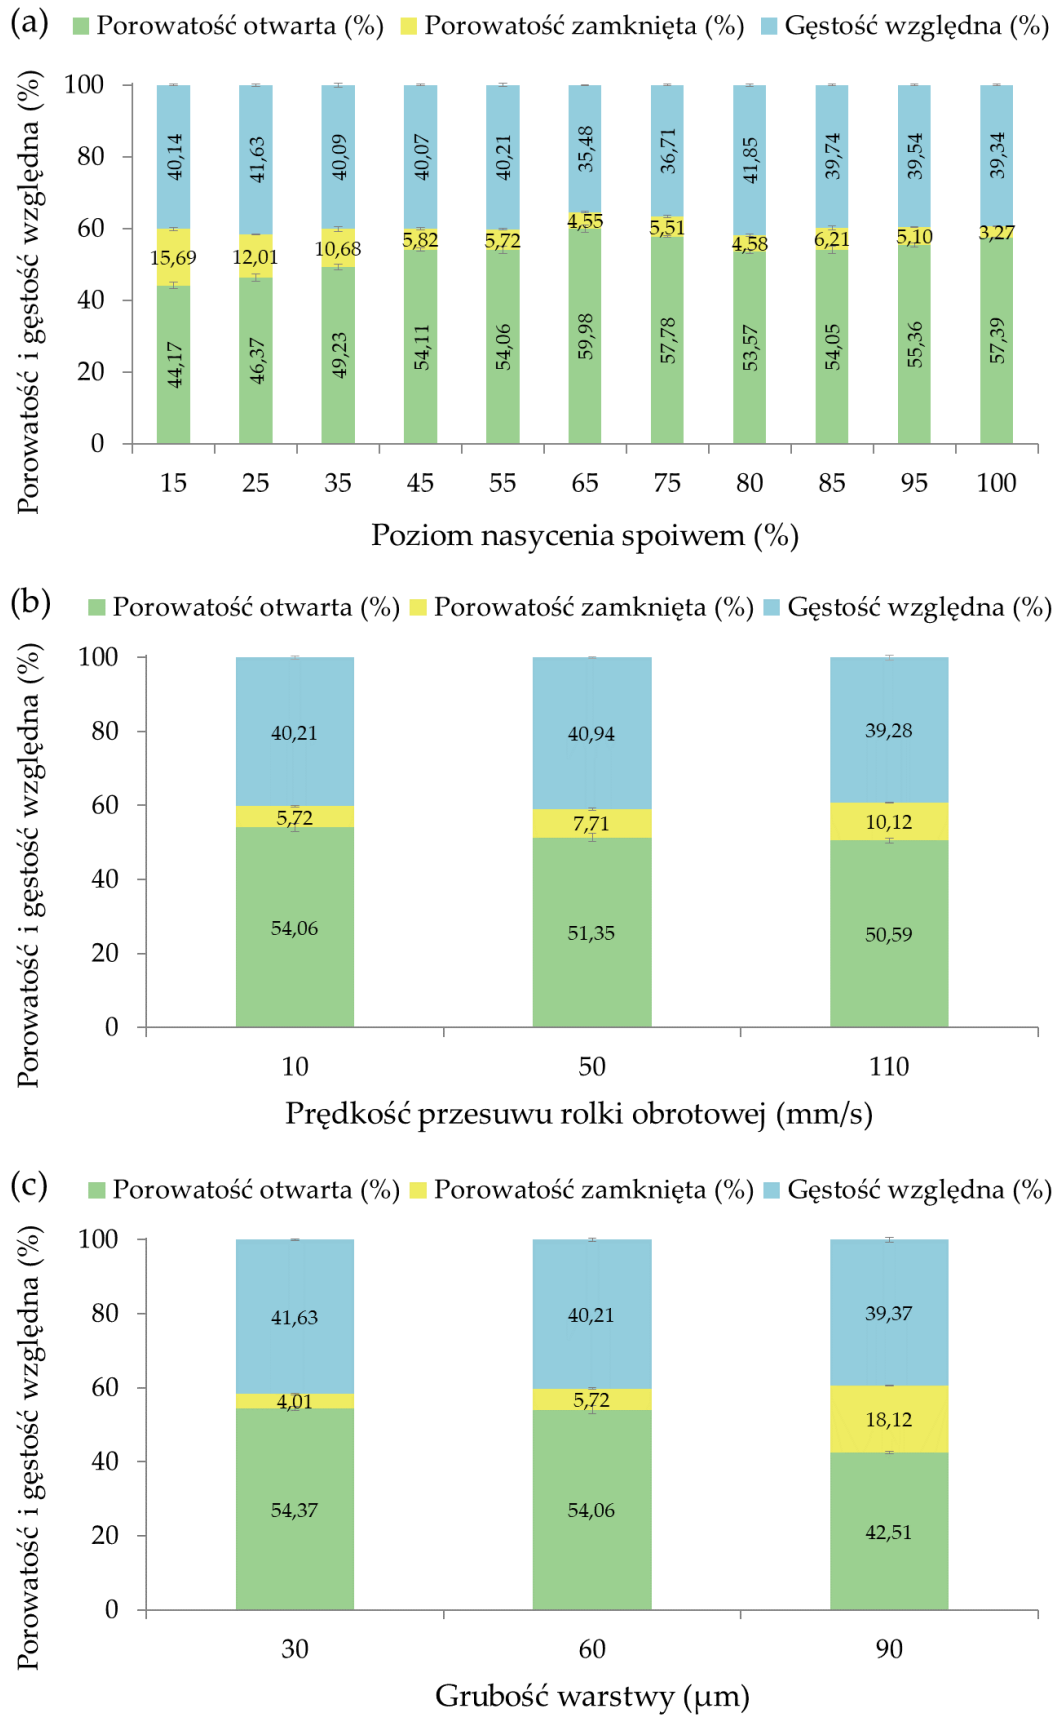 (a) Porowatość otwarta (%) Porowatość zamknięta (%) Gęstość względna (%)
Porowatość i gęstość względna (%)
100
80
60
40
20
0
40,14 41,63 40,09 40,07 40,21 35,48 36,71 41,85 39,74 39,54 39,34
15,69 12,01 10,68 5,82 5,72 4,55 5,51 4,58 6,21 5,10 3,27
44,17 46,37 49,23 54,11 54,06 59,98 57,78 53,57 54,05 55,36 57,39
15 25 35 45 55 65 75 80 85 95 100
Poziom nasycenia spoiwem (%)
(b) Porowatość otwarta (%) Porowatość zamknięta (%) Gęstość względna (%)
Porowatość i gęstość względna (%)
100
80
60
40
20
0
40,21 40,94 39,28
5,72 7,71 10,12
54,06 51,35 50,59
10 50 110
Prędkość przesuwu rolki obrotowej (mm/s)
(c) Porowatość otwarta (%) Porowatość zamknięta (%) Gęstość względna (%)
Porowatość i gęstość względna (%)
100
80
60
40
20
0
41,63 40,21 39,37
4,01 5,72 18,12
54,37 54,06 42,51
30 60 90
Grubość warstwy (μm)